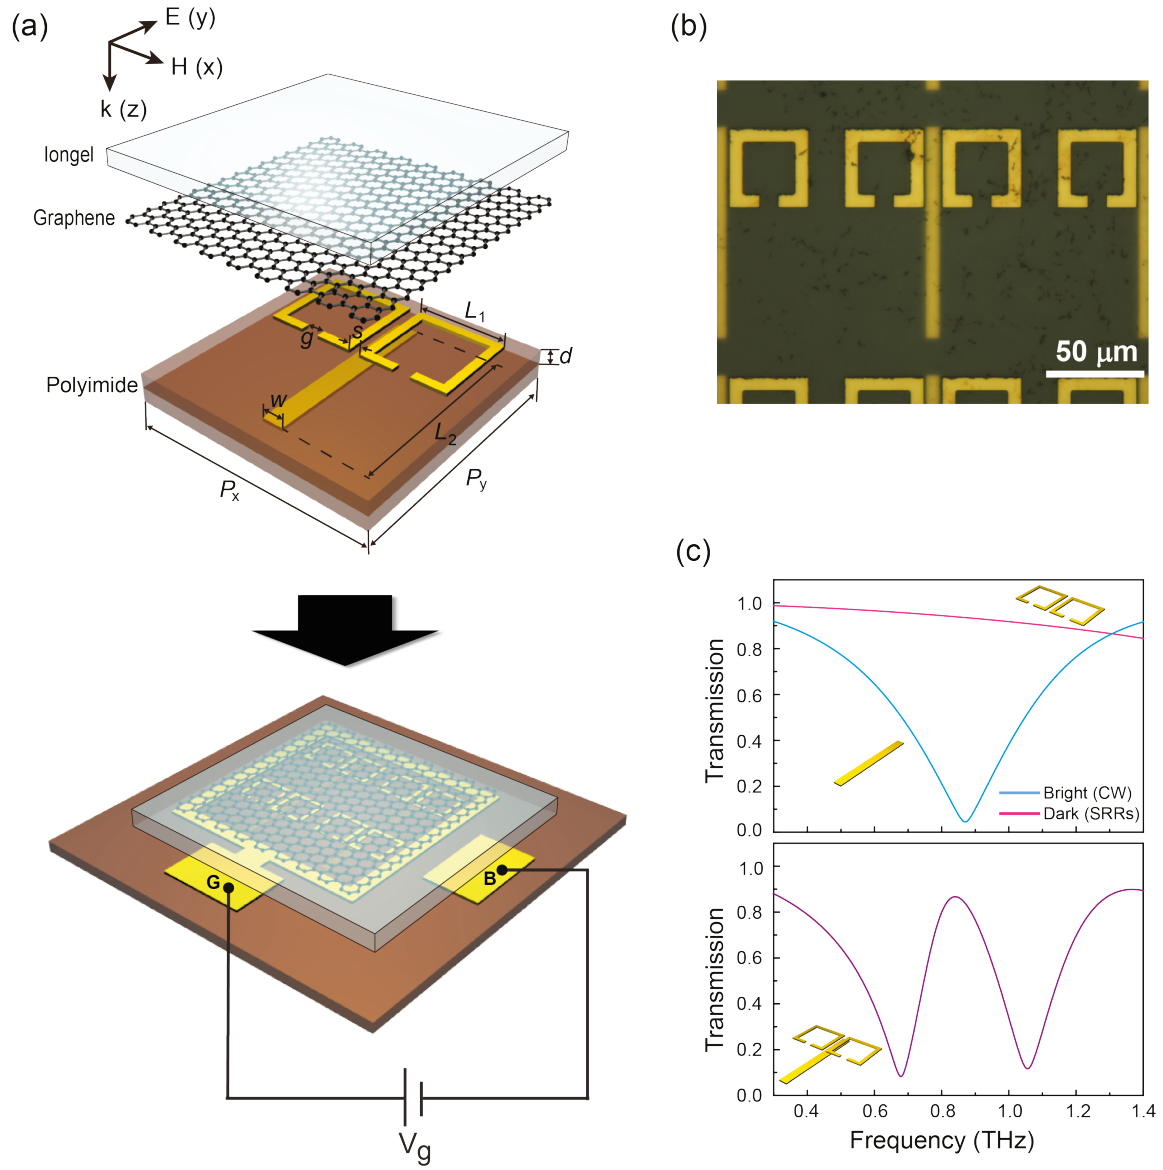 (a)
E (y)
H (x)
k (z)
Iongel
Graphene
Polyimide
L1
g
s
d
w
L2
Px
Py
G
B
Vg
(b)
50 μm
(c)
1.0
0.8
0.6
0.4
0.2
0.0
Transmission
Bright (CW)
Dark (SRRs)
1.0
0.8
0.6
0.4
0.2
0.0
Transmission
0.4 0.6 0.8 1.0 1.2 1.4
Frequency (THz)